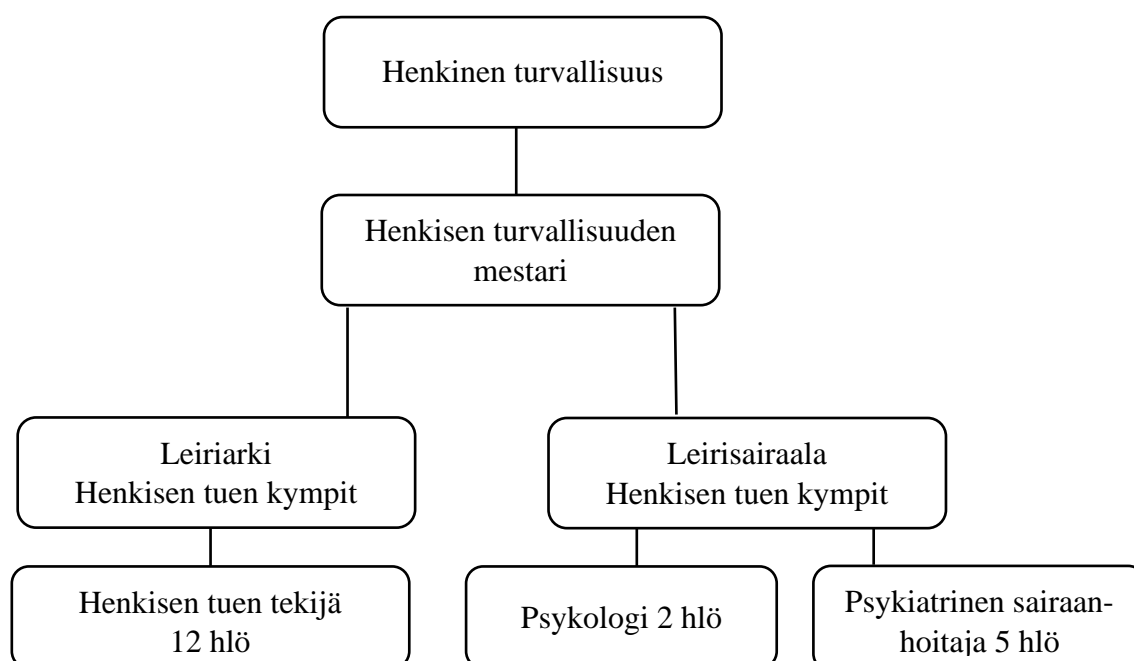 Henkinen turvallisuus
Henkisen turvallisuuden
mestari
Leiriarki
Henkisen tuen kympit
Leirisairaala
Henkisen tuen kympit
Henkisen tuen tekijä
12 hlö
Psykologi 2 hlö
Psykiatrinen sairaan-
hoitaja 5 hlö